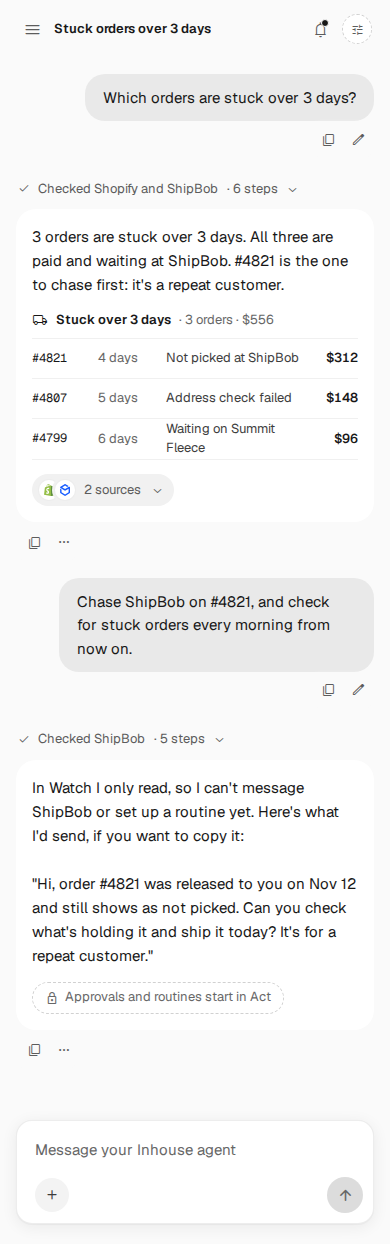 Stuck orders over 3 days
Which orders are stuck over 3 days?
Checked Shopify and ShipBob · 6 steps
3 orders are stuck over 3 days. All three are
paid and waiting at ShipBob. #4821 is the one
to chase first: it's a repeat customer.
Stuck over 3 days · 3 orders · $556
#4821 4 days Not picked at ShipBob $312
#4807 5 days Address check failed $148
#4799 6 days Waiting on Summit Fleece $96
2 sources
Chase ShipBob on #4821, and check
for stuck orders every morning from
now on.
Checked ShipBob · 5 steps
In Watch I only read, so I can't message
ShipBob or set up a routine yet. Here's what
I'd send, if you want to copy it:
"Hi, order #4821 was released to you on Nov 12
and still shows as not picked. Can you check
what's holding it and ship it today? It's for a
repeat customer."
Approvals and routines start in Act
Message your Inhouse agent